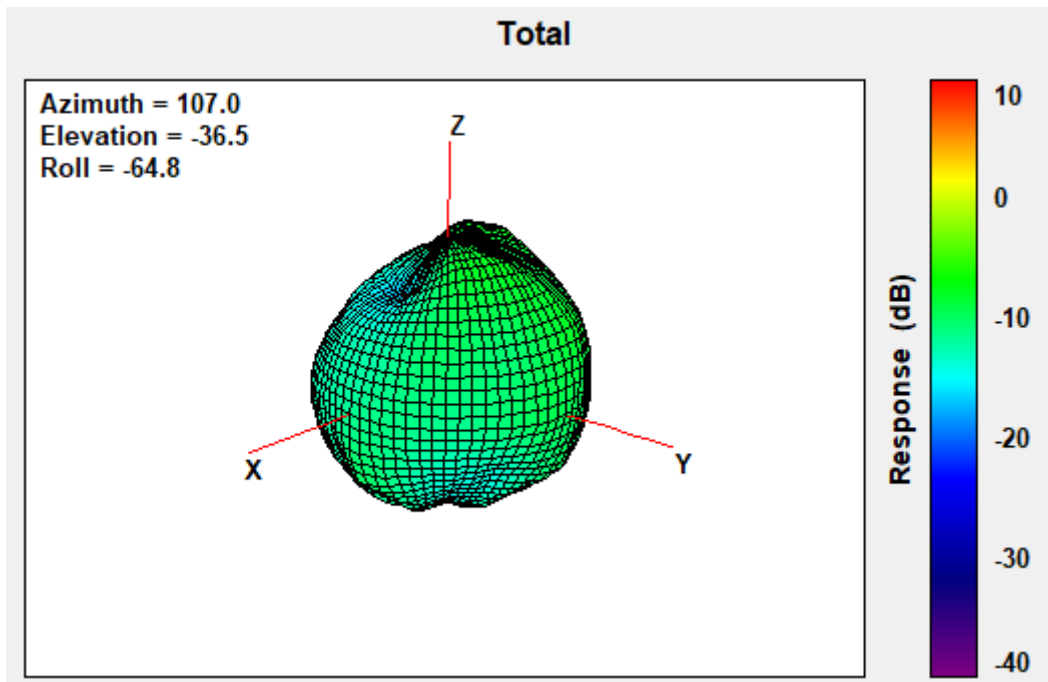 Total
Azimuth = 107.0
Elevation = -36.5
Roll = -64.8
Z
X
Y
Response (dB)
10
0
-10
-20
-30
-40